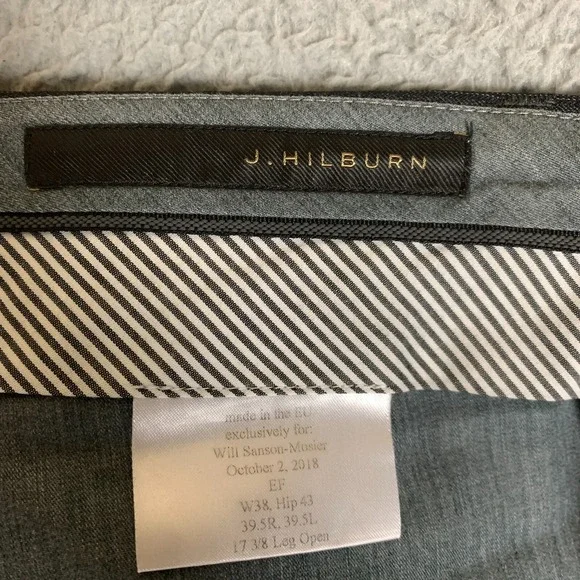 J.HILBURN
made in the EU
exclusively for:
Will Sanson-Mosier
October 2, 2018
EF
W38, Hip 43
39.5R, 39.5L
17 3/8 Leg Open